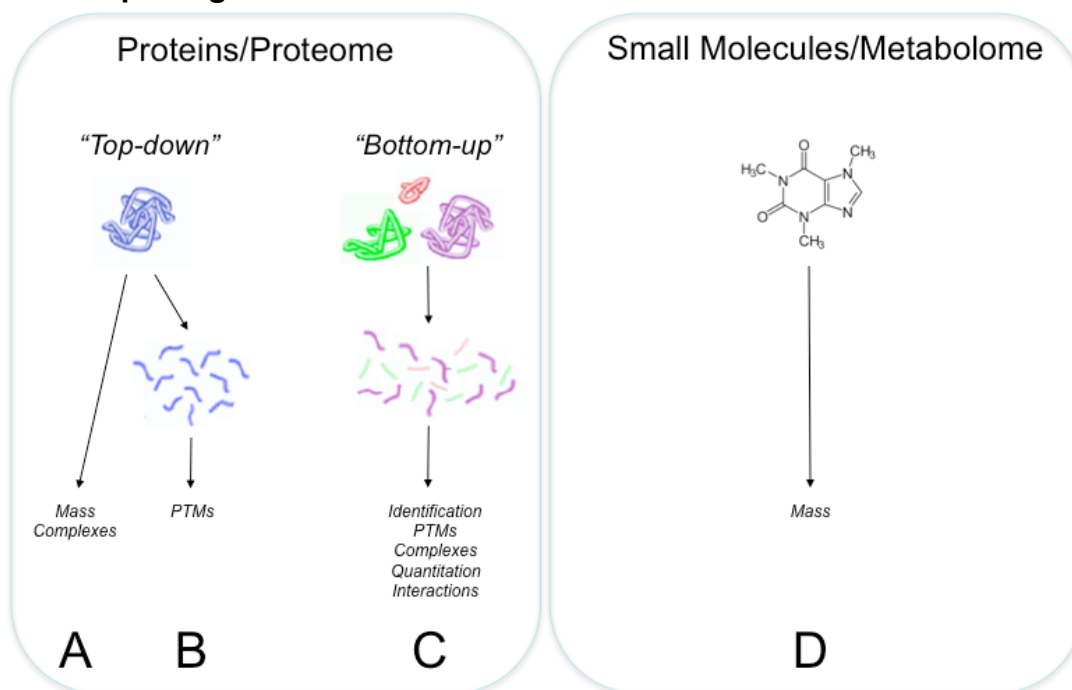 Proteins/Proteome
Small Molecules/Metabolome
“Top-down”
“Bottom-up”
O
CH₃
H₃C
N
N
O
N
N
CH₃
Mass
Complexes
PTMs
Identification
PTMs
Complexes
Quantitation
Interactions
Mass
A
B
C
D